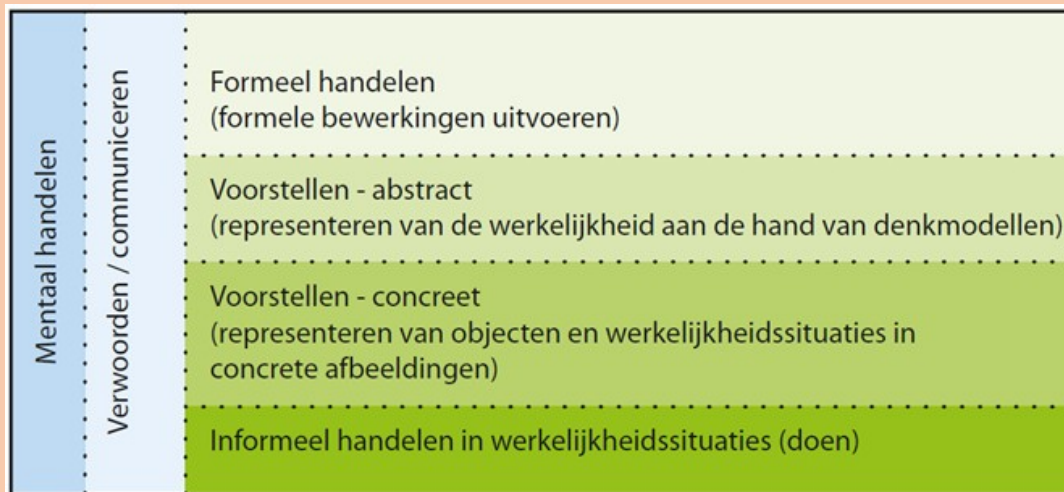 Mentaal handelen
Verwoorden / communiceren
Formeel handelen
(formele bewerkingen uitvoeren)
Voorstellen - abstract
(representeren van de werkelijkheid aan de hand van denkmodellen)
Voorstellen - concreet
(representeren van objecten en werkelijkheidssituaties in
concrete afbeeldingen)
Informeel handelen in werkelijkheidssituaties (doen)